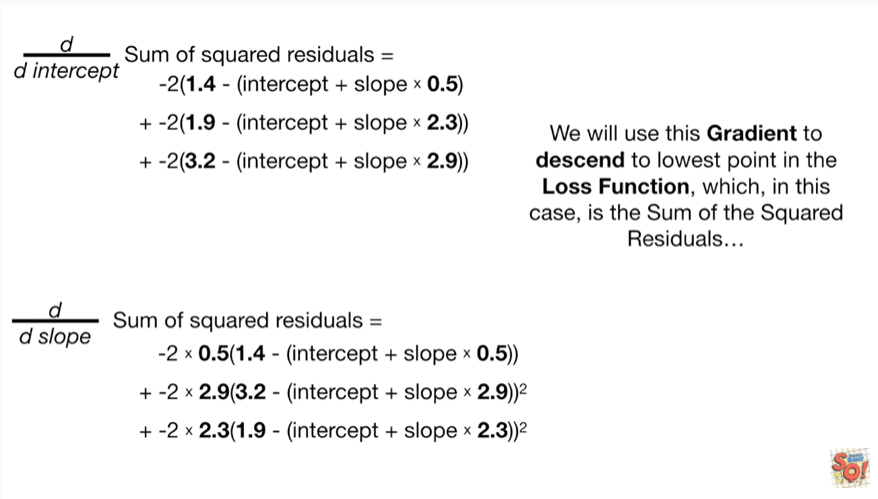 d
d intercept
Sum of squared residuals =
-2(1.4 - (intercept + slope × 0.5)
+ -2(1.9 - (intercept + slope × 2.3))
+ -2(3.2 - (intercept + slope × 2.9))
We will use this Gradient to
descend to lowest point in the
Loss Function, which, in this
case, is the Sum of the Squared
Residuals…
d
d slope
Sum of squared residuals =
-2 × 0.5(1.4 - (intercept + slope × 0.5))
+ -2 × 2.9(3.2 - (intercept + slope × 2.9))²
+ -2 × 2.3(1.9 - (intercept + slope × 2.3))²
SQ!